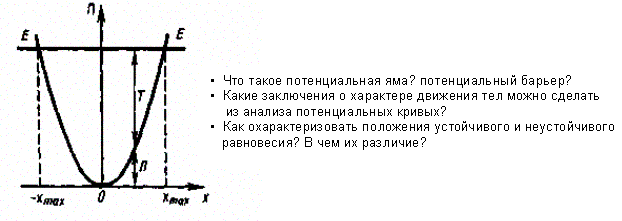 П
E E
T
П
-xmax 0 xmax x
• Что такое потенциальная яма? потенциальный барьер?
• Какие заключения о характере движения тел можно сделать
из анализа потенциальных кривых?
• Как охарактеризовать положения устойчивого и неустойчивого
равновесия? В чем их различие?